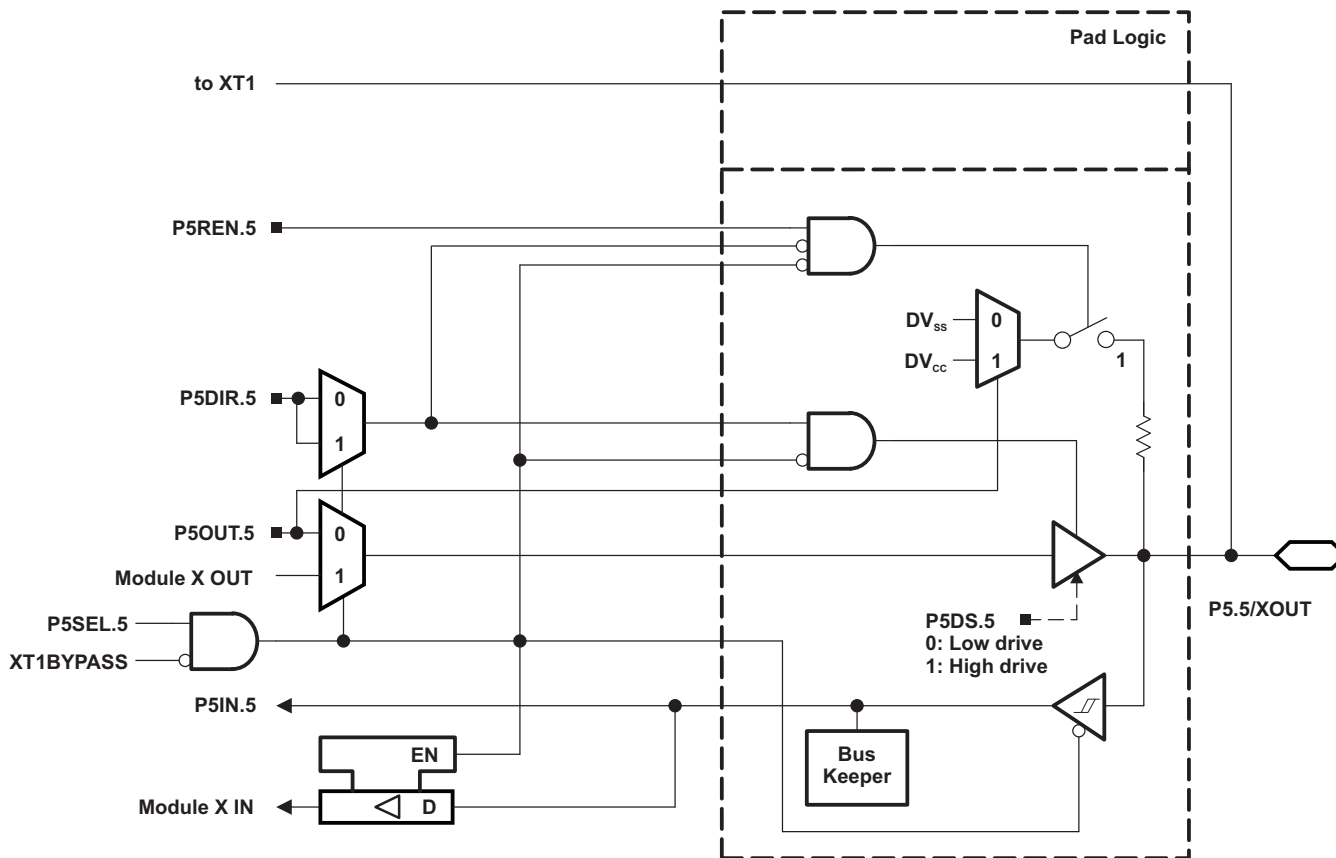 Pad Logic
to XT1
P5REN.5
DVss
0
DVcc
1
1
P5DIR.5
0
1
P5OUT.5
0
Module X OUT
1
P5SEL.5
XT1BYPASS
P5DS.5
0: Low drive
1: High drive
P5.5/XOUT
P5IN.5
EN
Bus
Keeper
Module X IN
D